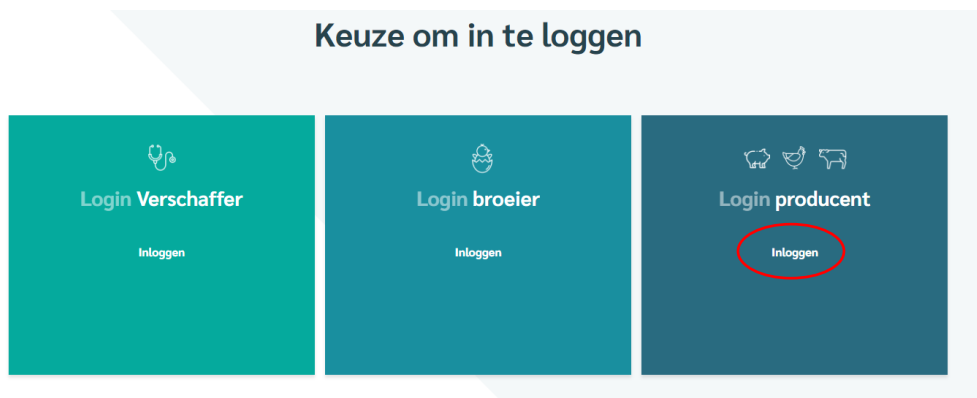 Keuze om in te loggen
Login Verschaffer
Inloggen
Login broeier
Inloggen
Login producent
Inloggen